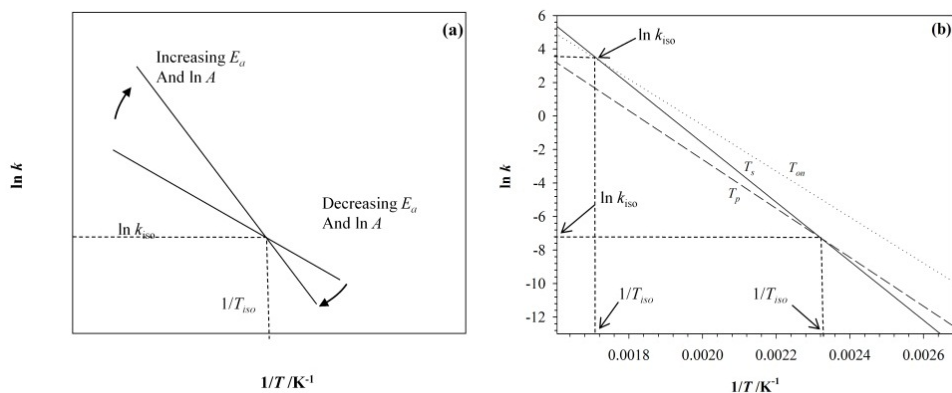 (a)
Increasing Ea
And ln A
Decreasing Ea
And ln A
ln kiso
1/Tiso
ln k
1/T /K-1
(b)
6
4
2
0
-2
-4
-6
-8
-10
-12
ln kiso
Ts
Ton
Tp
ln kiso
1/Tiso
1/Tiso
0.0018
0.0020
0.0022
0.0024
0.0026
ln k
1/T /K-1